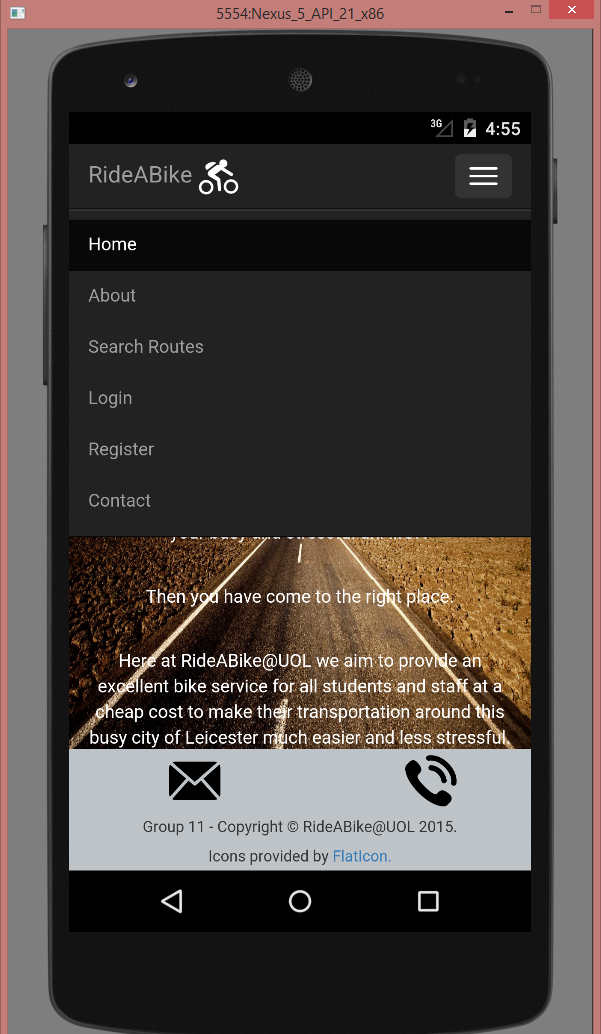 5554:Nexus_5_API_21_x86
3G 4:55
RideABike
Home
About
Search Routes
Login
Register
Contact
Then you have come to the right place.
Here at RideABike@UOL we aim to provide an
excellent bike service for all students and staff at a
cheap cost to make their transportation around this
busy city of Leicester much easier and less stressful
Group 11 - Copyright © RideABike@UOL 2015.
Icons provided by FlatIcon.